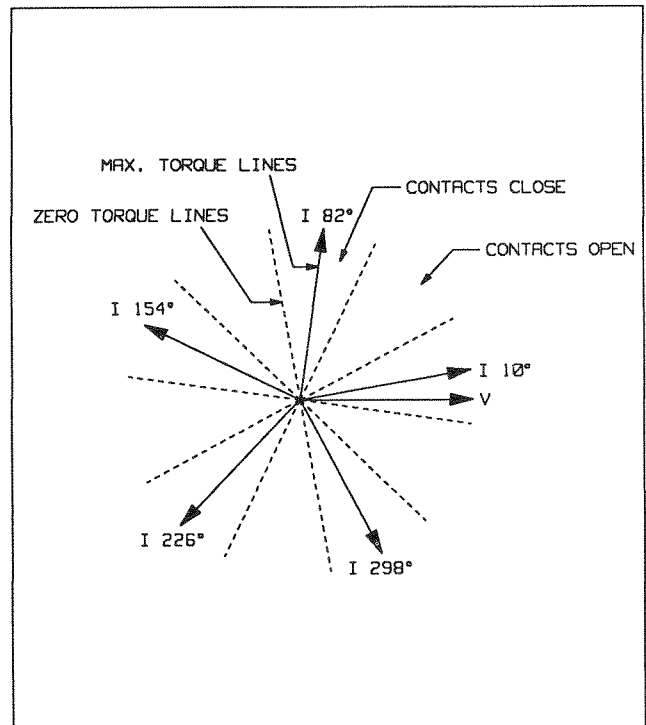 MAX. TORQUE LINES
CONTACTS CLOSE
ZERO TORQUE LINES
I 82°
CONTACTS OPEN
I 154°
I 10°
V
I 226°
I 298°